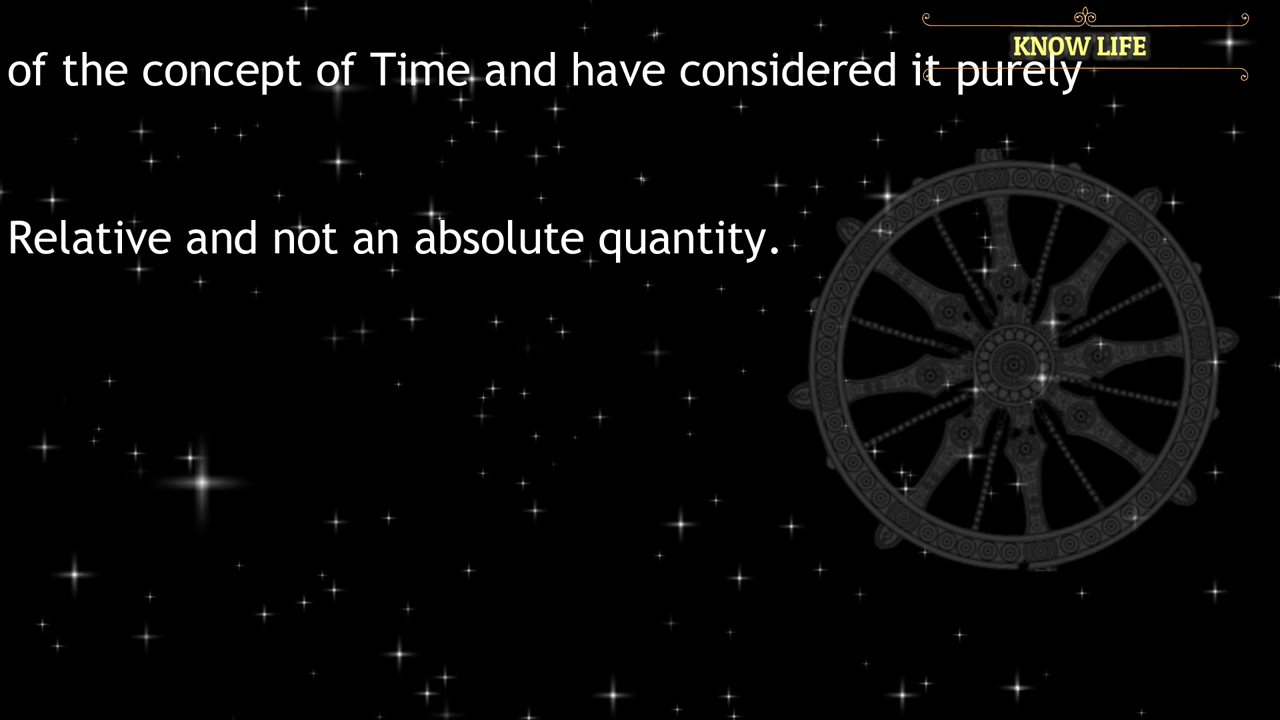 KNOW LIFE
of the concept of Time and have considered it purely
Relative and not an absolute quantity.